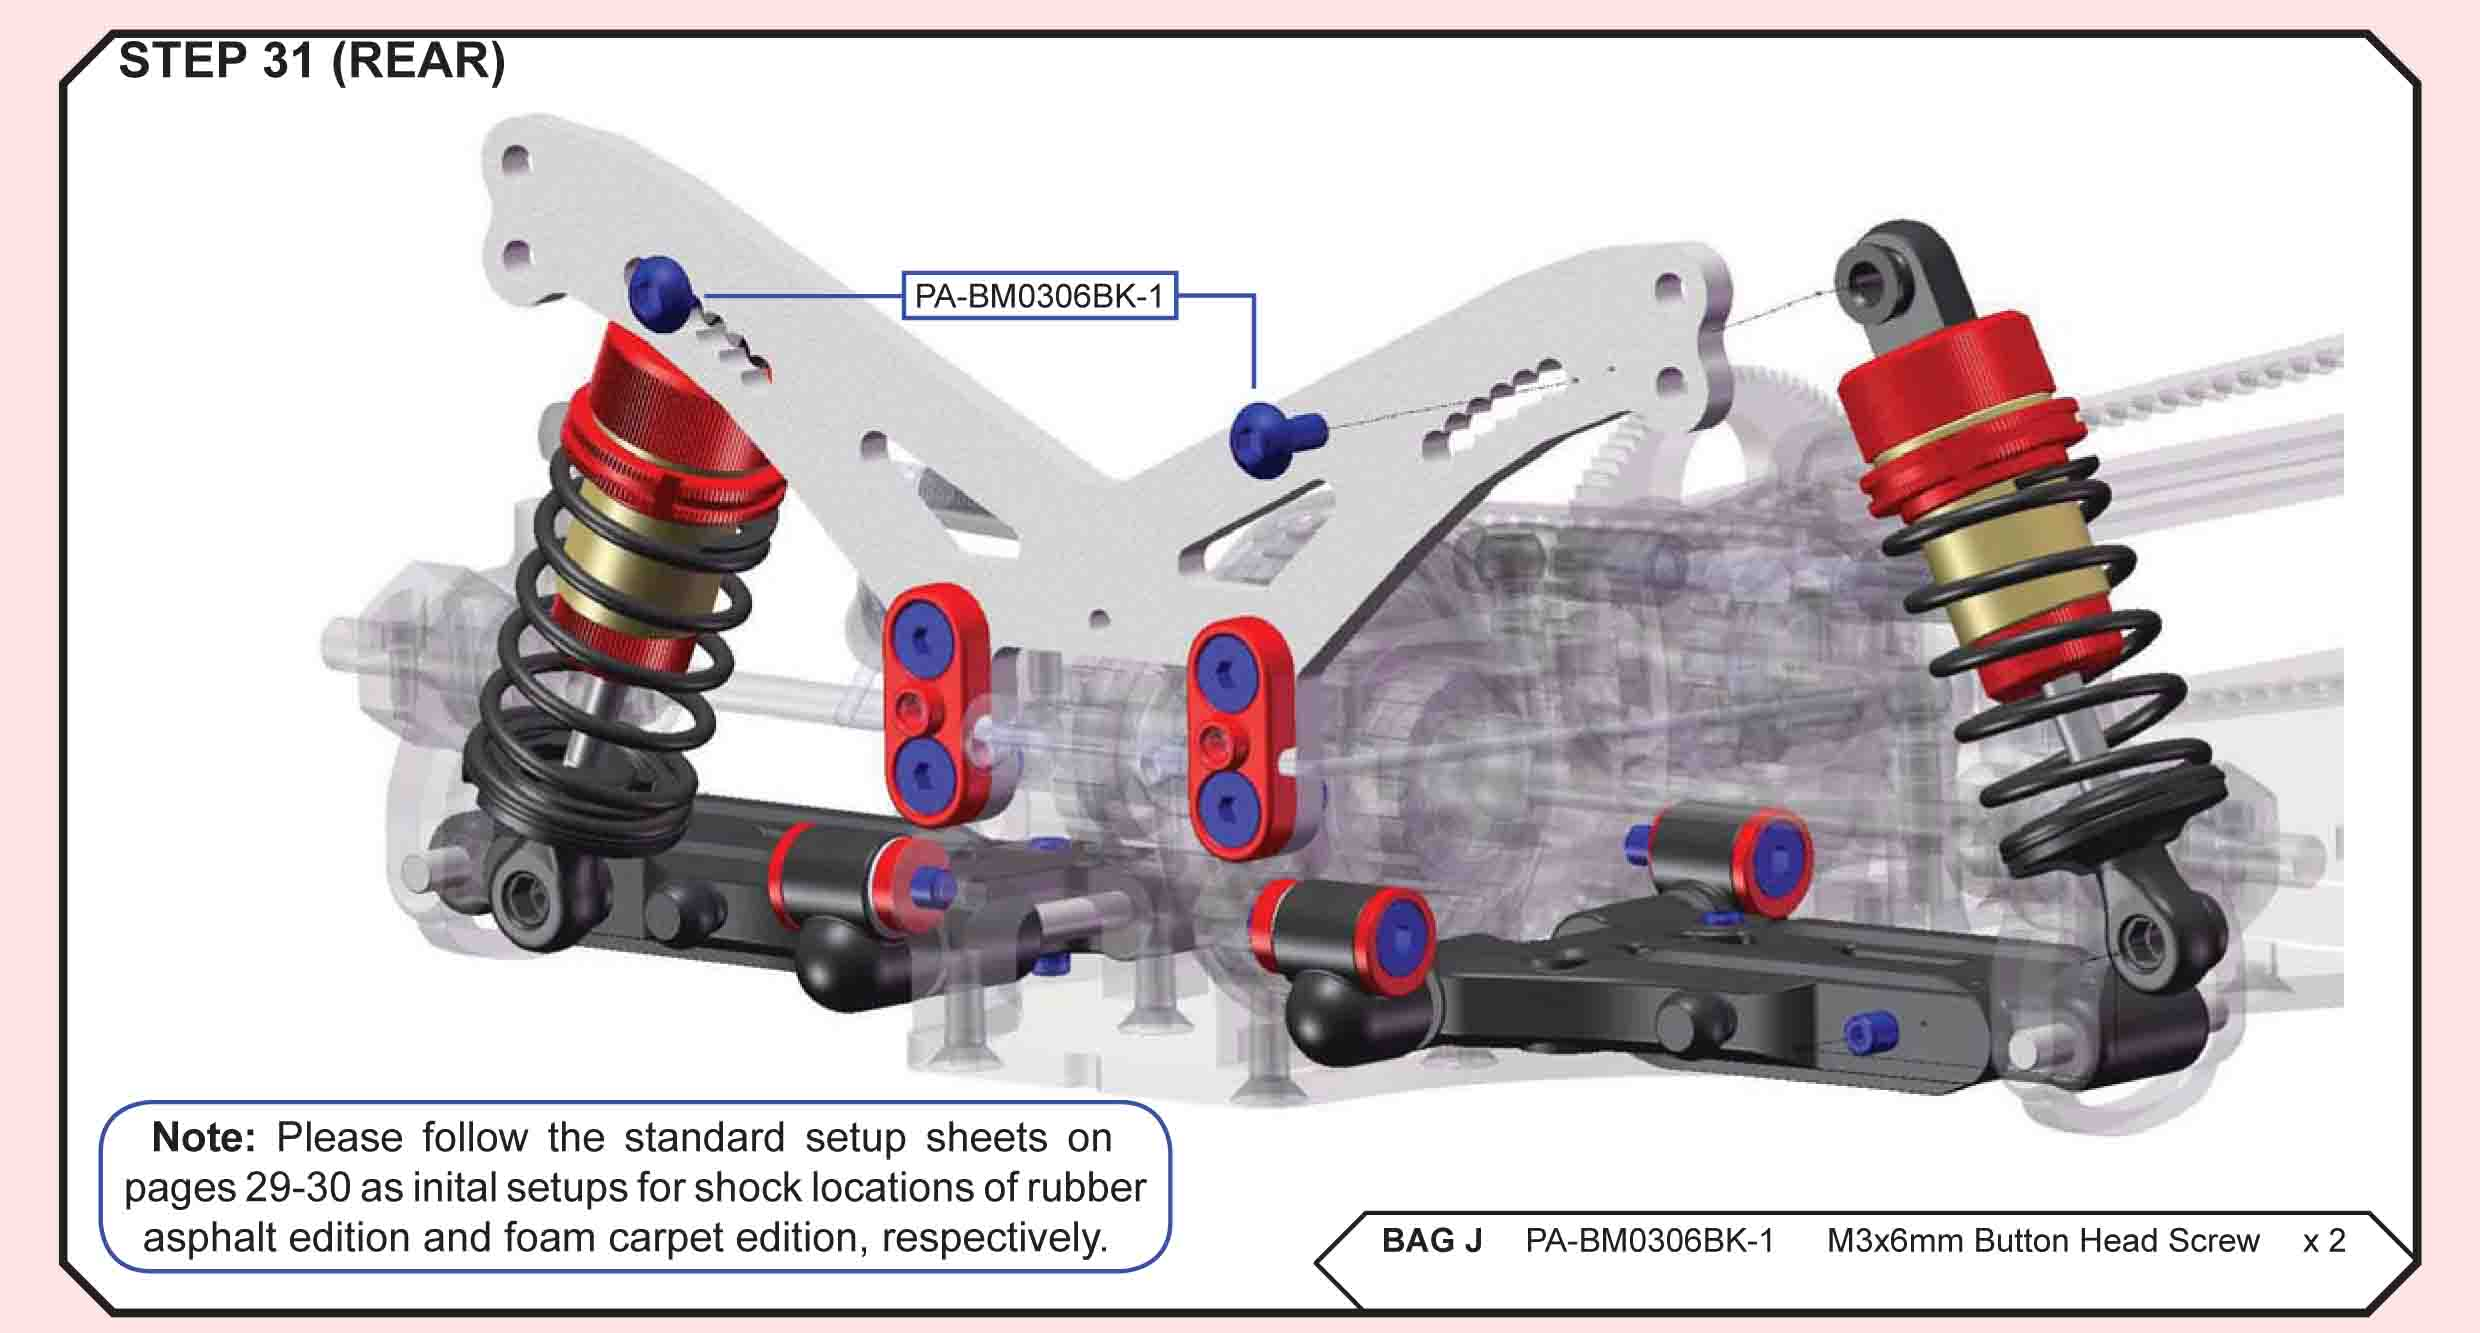 STEP 31 (REAR)
PA-BM0306BK-1
Note: Please follow the standard setup sheets on
pages 29-30 as inital setups for shock locations of rubber
asphalt edition and foam carpet edition, respectively.
BAG J PA-BM0306BK-1 M3x6mm Button Head Screw x 2